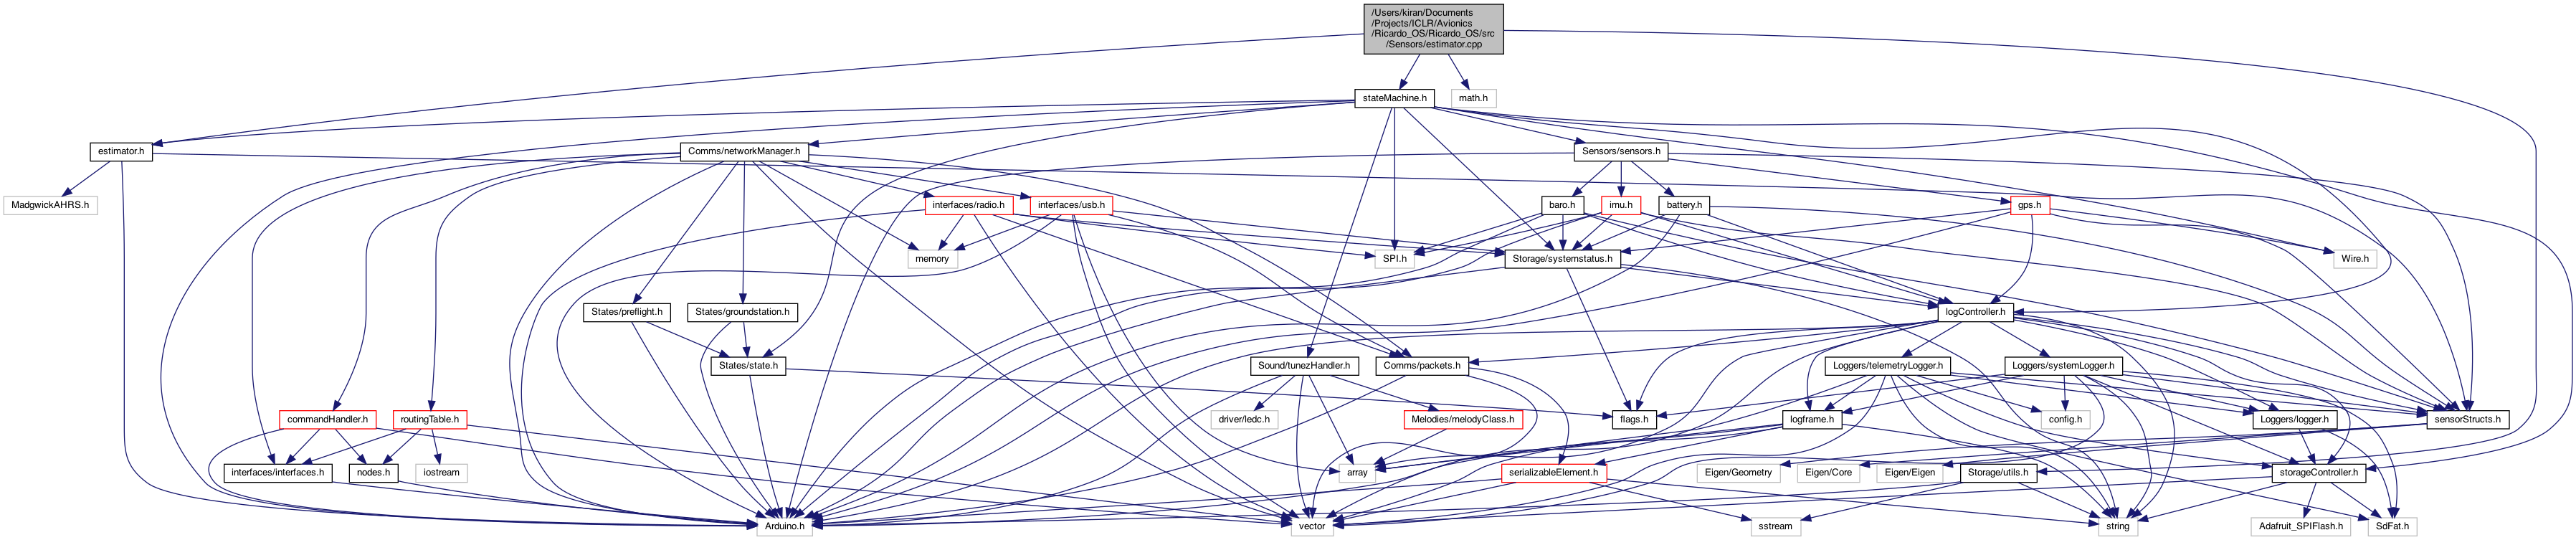 /Users/kiran/Documents
/Projects/ICLR/Avionics
/Ricardo_OS/Ricardo_OS/src
/Sensors/estimator.cpp
stateMachine.h
math.h
estimator.h
Comms/networkManager.h
Sensors/sensors.h
MadgwickAHRS.h
interfaces/radio.h
interfaces/usb.h
baro.h
imu.h
battery.h
gps.h
memory
SPI.h
Storage/systemstatus.h
Wire.h
States/preflight.h
States/groundstation.h
logController.h
States/state.h
Sound/tunezHandler.h
Comms/packets.h
Loggers/telemetryLogger.h
Loggers/systemLogger.h
commandHandler.h
routingTable.h
driver/ledc.h
Melodies/melodyClass.h
flags.h
logframe.h
config.h
Loggers/logger.h
sensorStructs.h
interfaces/interfaces.h
nodes.h
iostream
array
serializableElement.h
Eigen/Geometry
Eigen/Core
Eigen/Eigen
Storage/utils.h
storageController.h
Arduino.h
vector
sstream
string
Adafruit_SPIFlash.h
SdFat.h